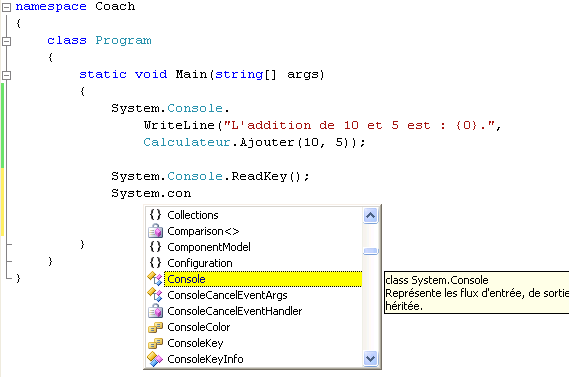 namespace Coach
{
class Program
{
static void Main(string[] args)
{
System.Console.
WriteLine("L'addition de 10 et 5 est : {0}.",
Calculateur.Ajouter(10, 5));
System.Console.ReadKey();
System.con
{} Collections
Comparison<>
{} ComponentModel
{} Configuration
Console
ConsoleCancelEventArgs
ConsoleCancelEventHandler
ConsoleColor
ConsoleKey
ConsoleKeyInfo
class System.Console
Représente les flux d'entrée, de sortie
héritée.
}
}
}